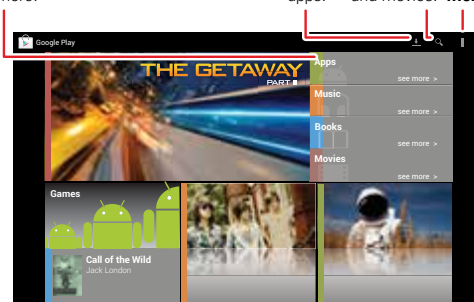 apps.
and movies.
Google Play
THE GETAWAY
PART II
Apps
see more >
Music
see more >
Books
see more >
Movies
see more >
Games
Call of the Wild
Jack London